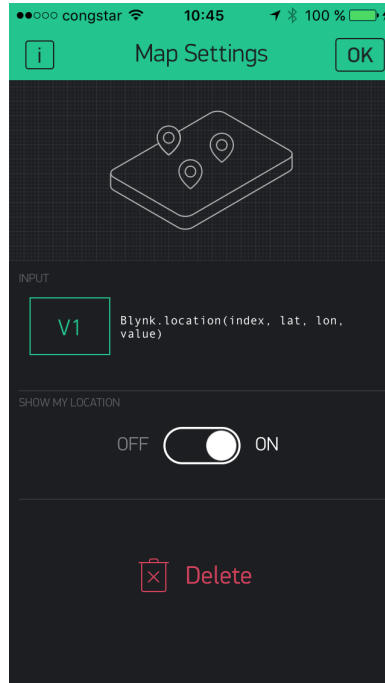 congstar 10:45 100 %
i Map Settings OK
INPUT
V1 Blynk.location(index, lat, lon,
value)
SHOW MY LOCATION
OFF ON
Delete